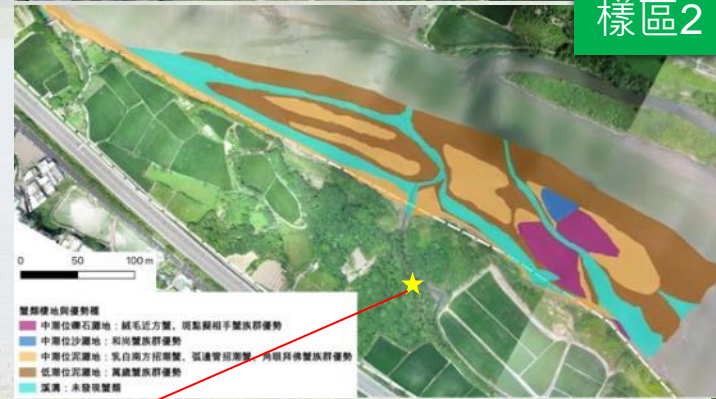 樣區2
0 50 100 m
蟹類棲地與優勢種
中潮位礫石灘地：絨毛近方蟹、斑點擬相手蟹族群優勢
中潮位沙灘地：和尚蟹族群優勢
中潮位泥灘地：乳白南方招潮蟹、弧邊管招潮蟹、角眼拜佛蟹族群優勢
低潮位泥灘地：萬歲蟹族群優勢
溪溝：未發現蟹類